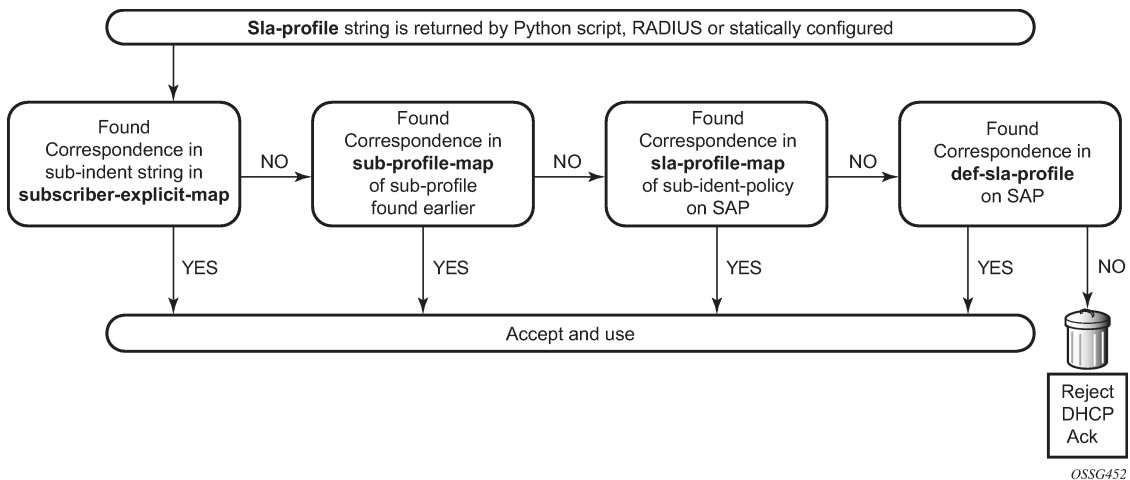 Sla-profile string is returned by Python script, RADIUS or statically configured
Found
Correspondence in
sub-indent string in
subscriber-explicit-map
NO
Found
Correspondence in
sub-profile-map
of sub-profile
found earlier
NO
Found
Correspondence in
sla-profile-map
of sub-ident-policy
on SAP
NO
Found
Correspondence in
def-sla-profile
on SAP
YES
YES
YES
YES
NO
Accept and use
Reject
DHCP
Ack
OSSG452